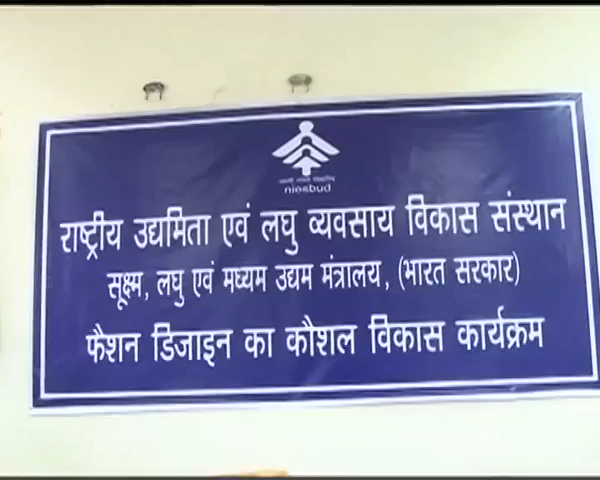 niesbud
राष्ट्रीय उद्यमिता एवं लघु व्यवसाय विकास संस्थान
सूक्ष्म, लघु एवं मध्यम उद्यम मंत्रालय, (भारत सरकार)
फैशन डिजाइन का कौशल विकास कार्यक्रम